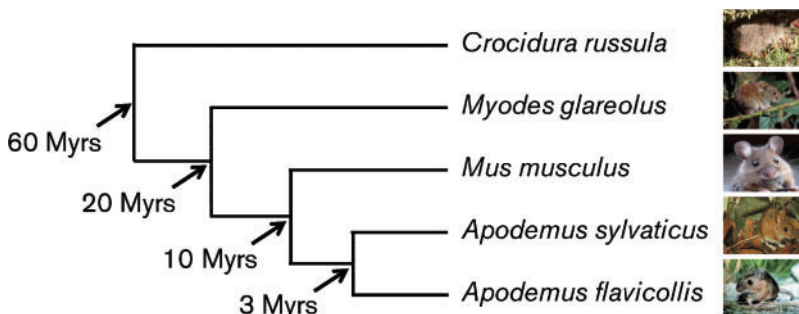 Crocidura russula
Myodes glareolus
60 Myrs
Mus musculus
20 Myrs
Apodemus sylvaticus
10 Myrs
Apodemus flavicollis
3 Myrs